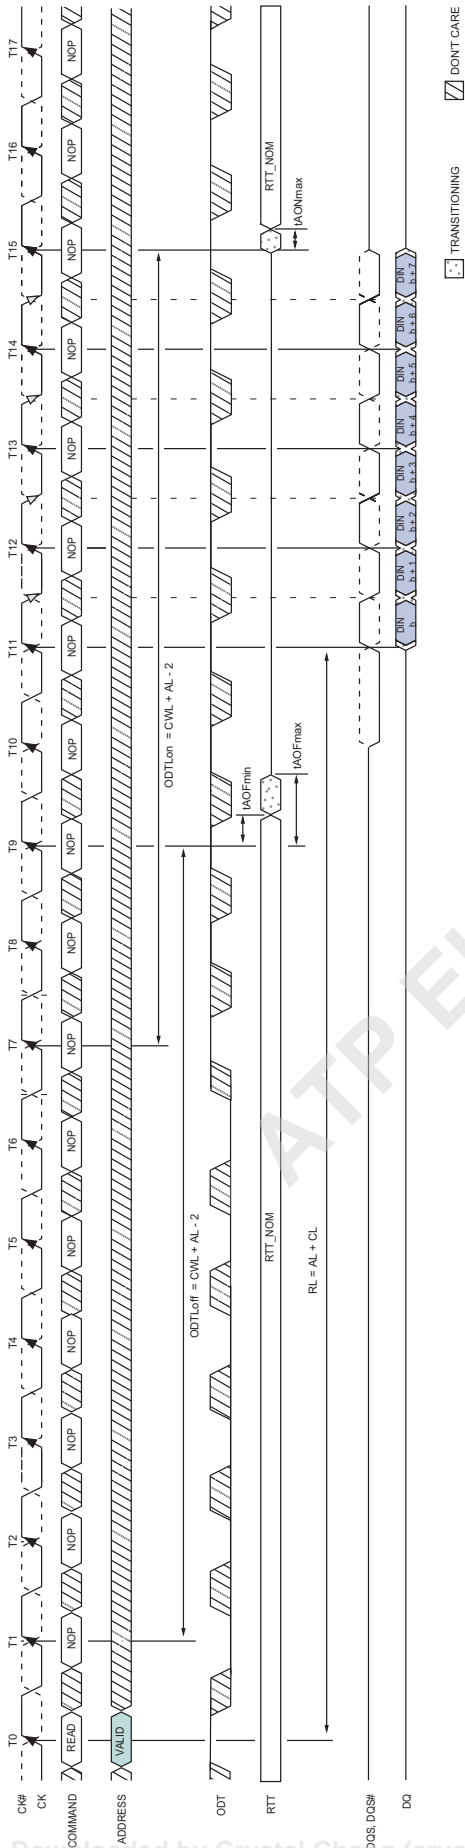 T0 T1 T2 T3 T4 T5 T6 T7 T8 T9 T10 T11 T12 T13 T14 T15 T16 T17
CK#
CK
COMMAND READ NOP NOP NOP NOP NOP NOP NOP NOP NOP NOP NOP NOP NOP NOP NOP NOP NOP
ADDRESS VALID
ODTLoff = CWL + AL - 2
ODTLon = CWL + AL - 2
ODT
tAOFmin
RTT RTT_NOM RTT_NOM
tAOFmax
tAONmax
RL = AL + CL
DQS, DQS#
DQ DIN b DIN b + 1 DIN b + 2 DIN b + 3 DIN b + 4 DIN b + 5 DIN b + 6 DIN b + 7
TRANSITIONING DON'T CARE